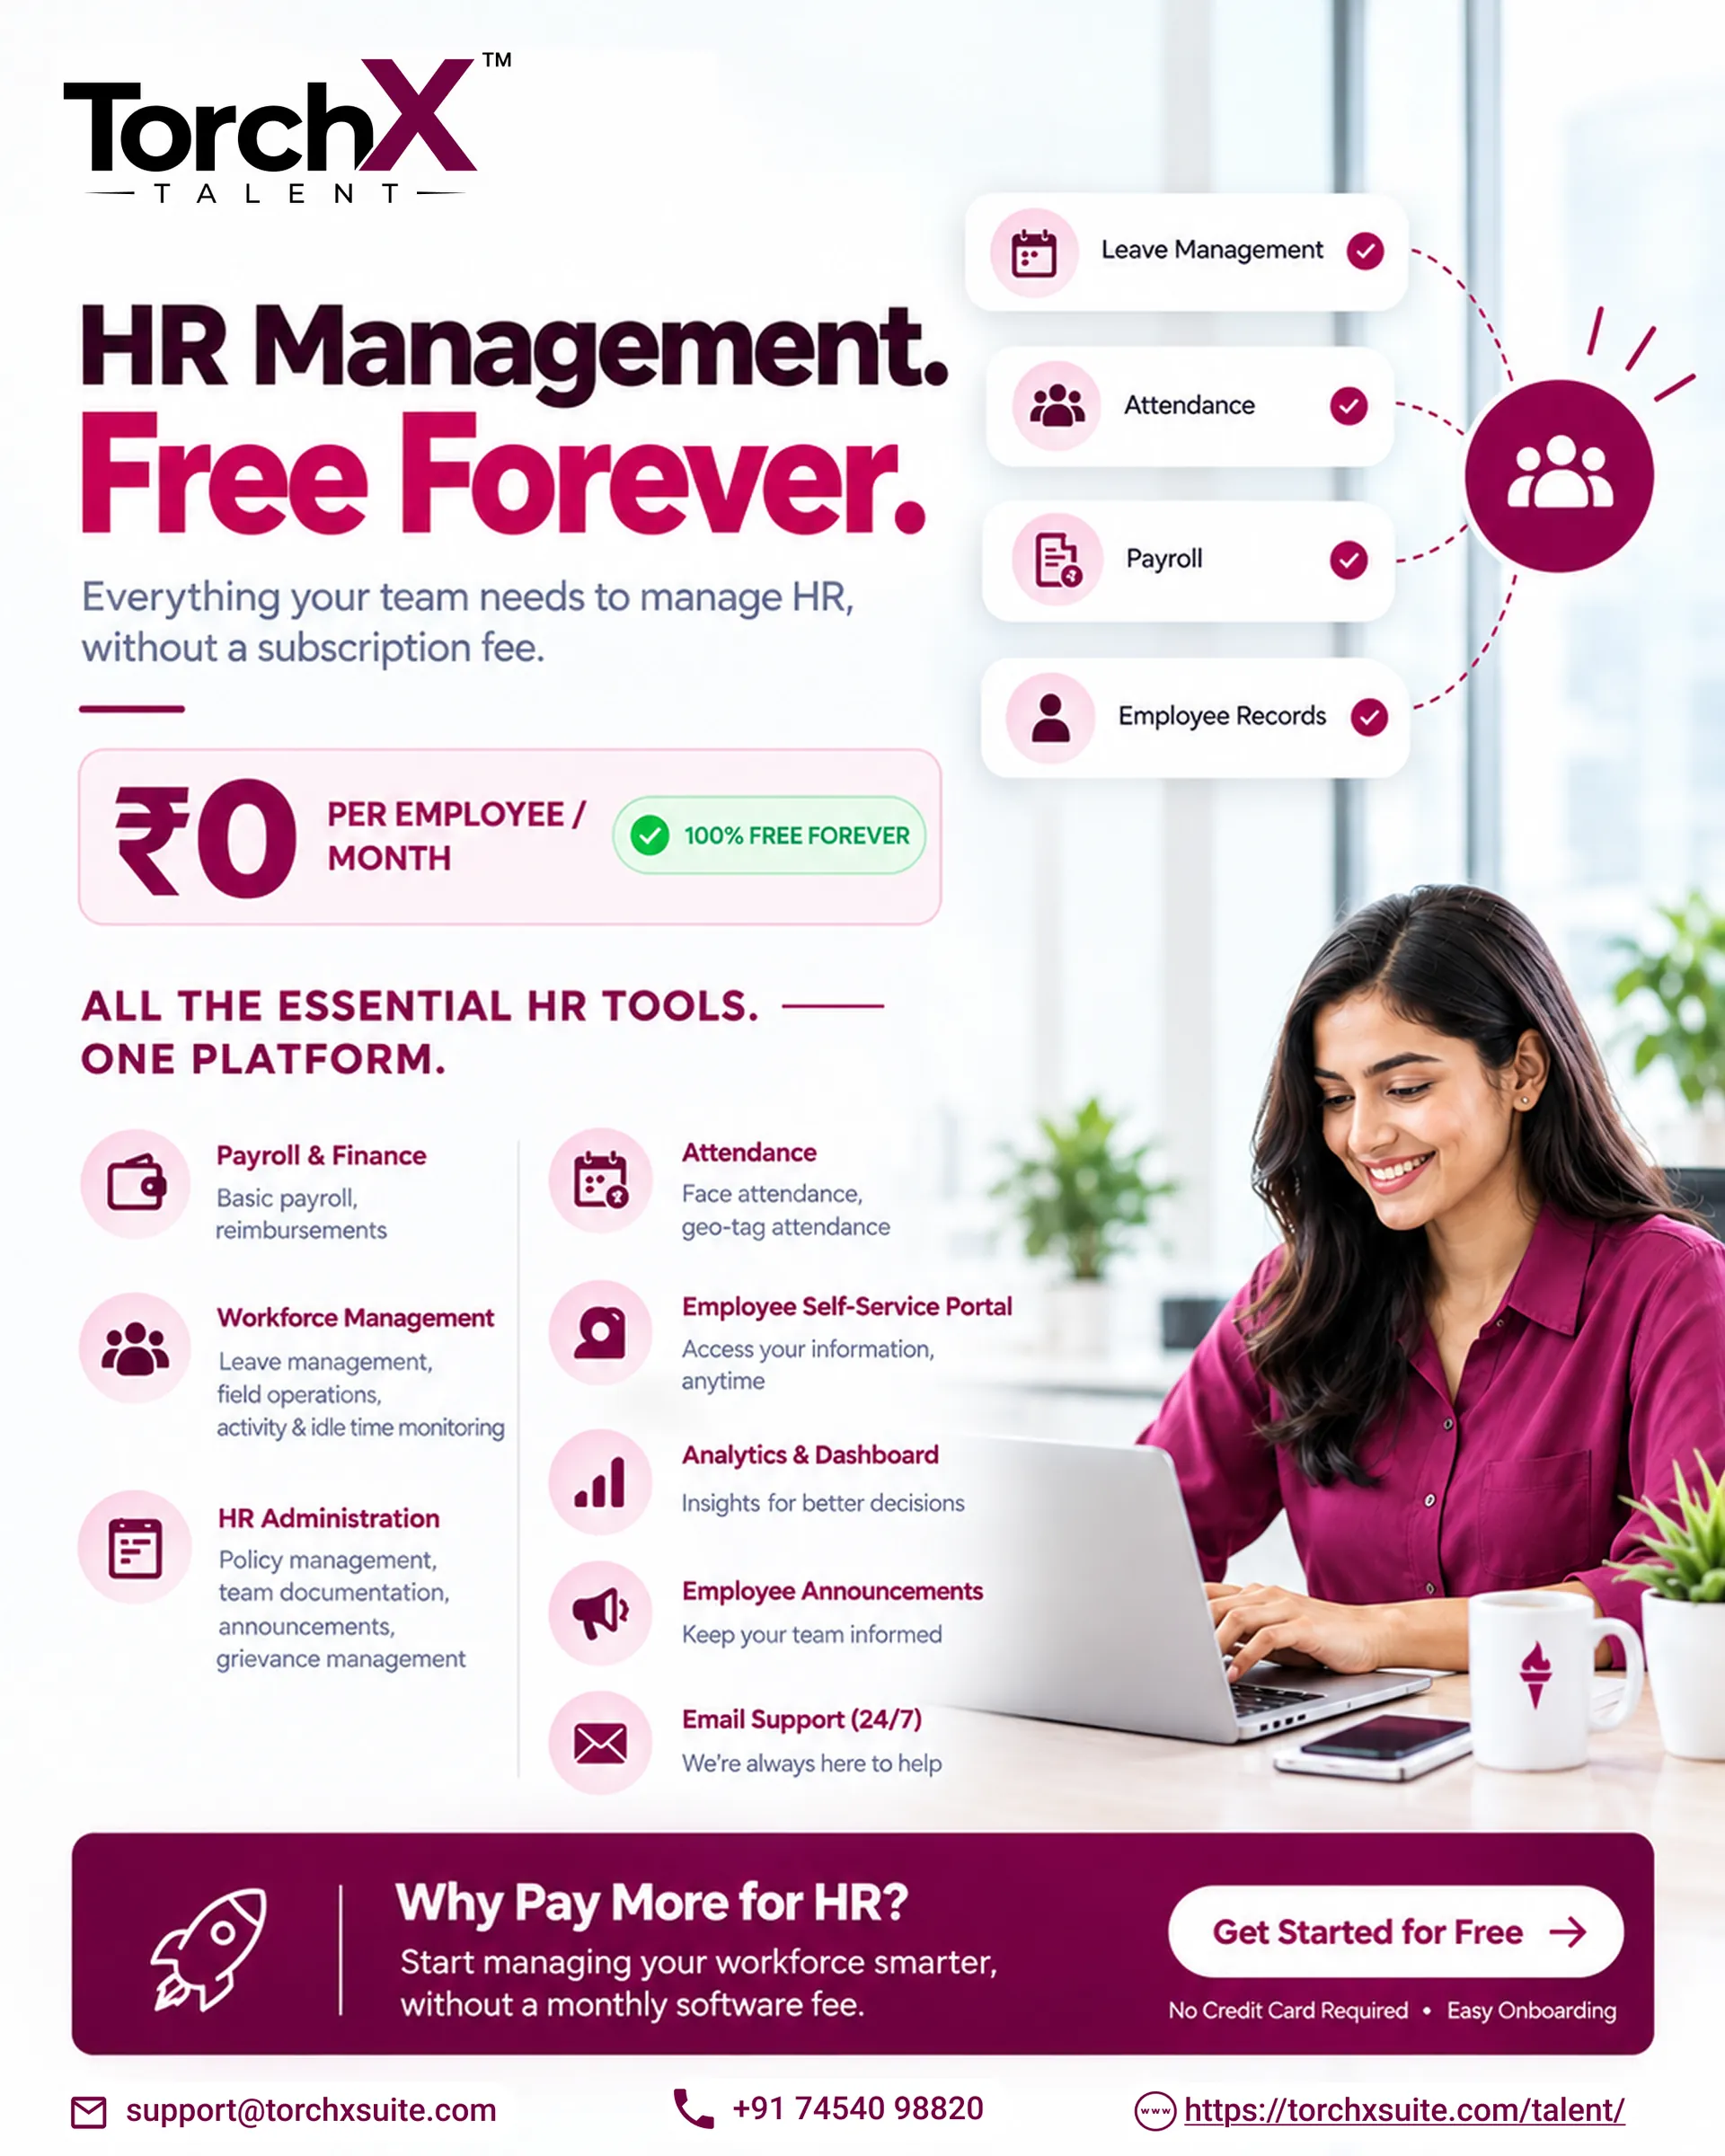 TorchX™
TALENT
HR Management.
Free Forever.
Everything your team needs to manage HR,
without a subscription fee.
₹0
PER EMPLOYEE /
MONTH
100% FREE FOREVER
Leave Management
Attendance
Payroll
Employee Records
ALL THE ESSENTIAL HR TOOLS.
ONE PLATFORM.
Payroll & Finance
Basic payroll,
reimbursements
Workforce Management
Leave management,
field operations,
activity & idle time monitoring
HR Administration
Policy management,
team documentation,
announcements,
grievance management
Attendance
Face attendance,
geo-tag attendance
Employee Self-Service Portal
Access your information,
anytime
Analytics & Dashboard
Insights for better decisions
Employee Announcements
Keep your team informed
Email Support (24/7)
We're always here to help
Why Pay More for HR?
Start managing your workforce smarter,
without a monthly software fee.
Get Started for Free →
No Credit Card Required • Easy Onboarding
support@torchxsuite.com
+91 74540 98820
www
https://torchxsuite.com/talent/